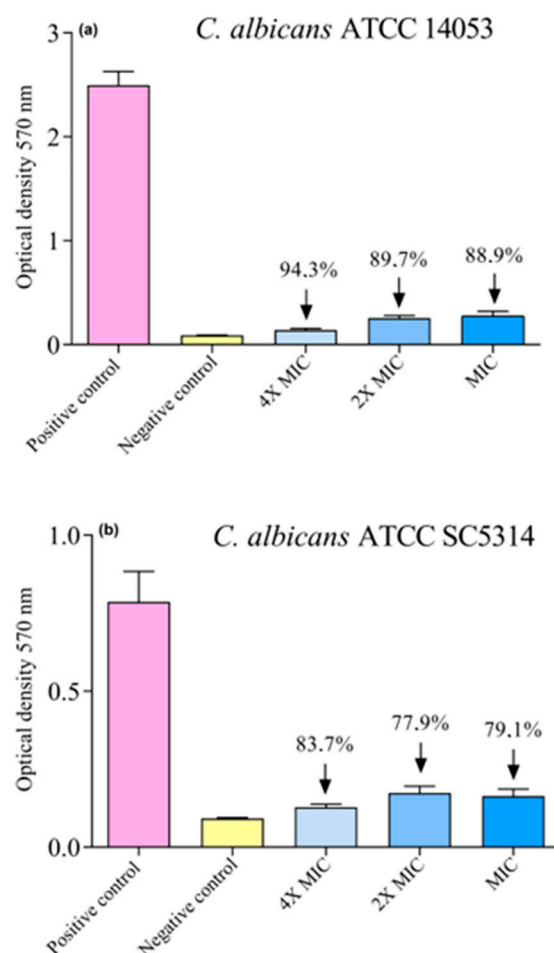 (a)
C. albicans ATCC 14053
Optical density 570 nm
3
2
1
0
94.3%
89.7%
88.9%
Positive control
Negative control
4X MIC
2X MIC
MIC
(b)
C. albicans ATCC SC5314
Optical density 570 nm
1.0
0.5
0.0
83.7%
77.9%
79.1%
Positive control
Negative control
4X MIC
2X MIC
MIC